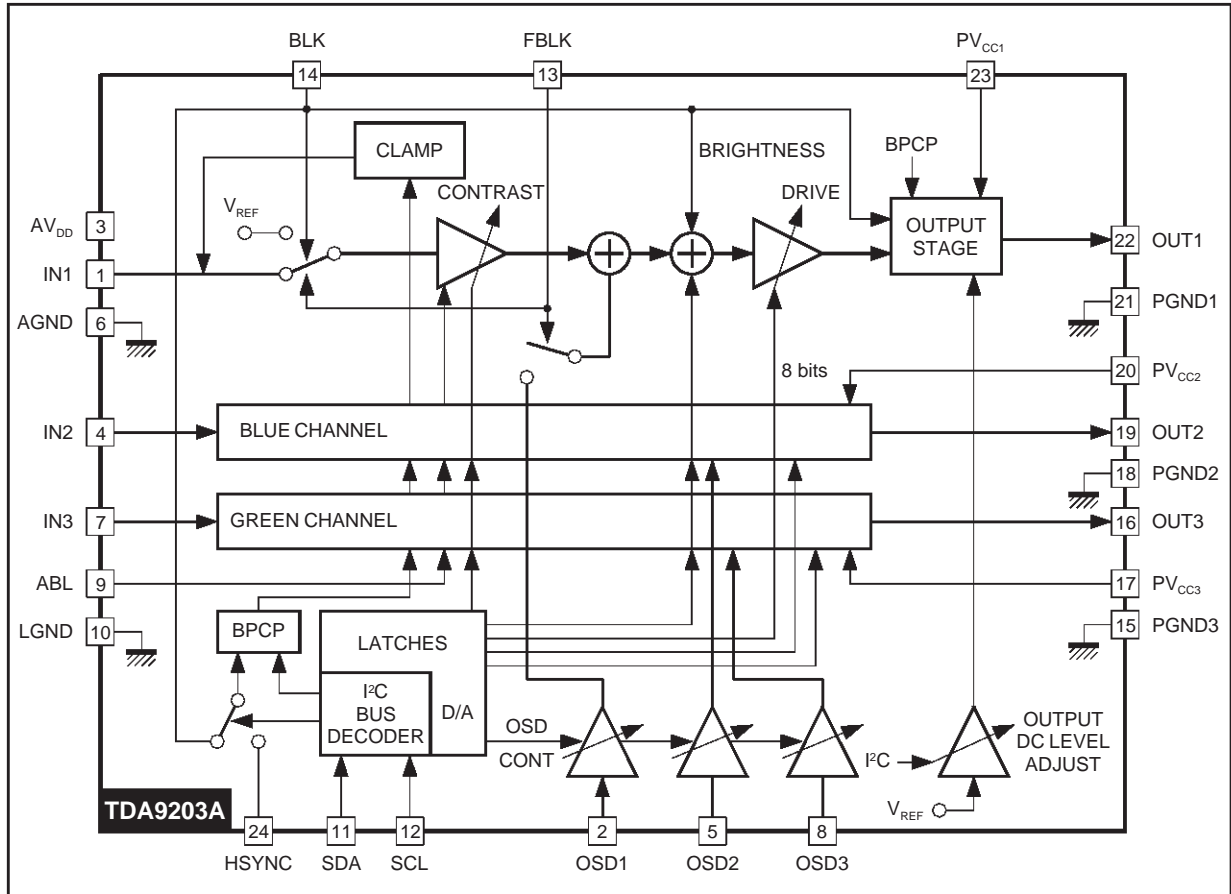 BLK
FBLK
PVCC1
14
13
23
CLAMP
BRIGHTNESS
BPCP
CONTRAST
DRIVE
VREF
AVDD
3
OUTPUT
STAGE
22
OUT1
IN1
1
21
PGND1
AGND
6
8 bits
20
PVCC2
IN2
4
BLUE CHANNEL
19
OUT2
18
PGND2
IN3
7
GREEN CHANNEL
16
OUT3
ABL
9
17
PVCC3
LGND
10
BPCP
LATCHES
15
PGND3
I²C
BUS
DECODER
D/A
OSD
CONT
I²C
OUTPUT
DC LEVEL
ADJUST
VREF
TDA9203A
24
11
12
2
5
8
HSYNC
SDA
SCL
OSD1
OSD2
OSD3